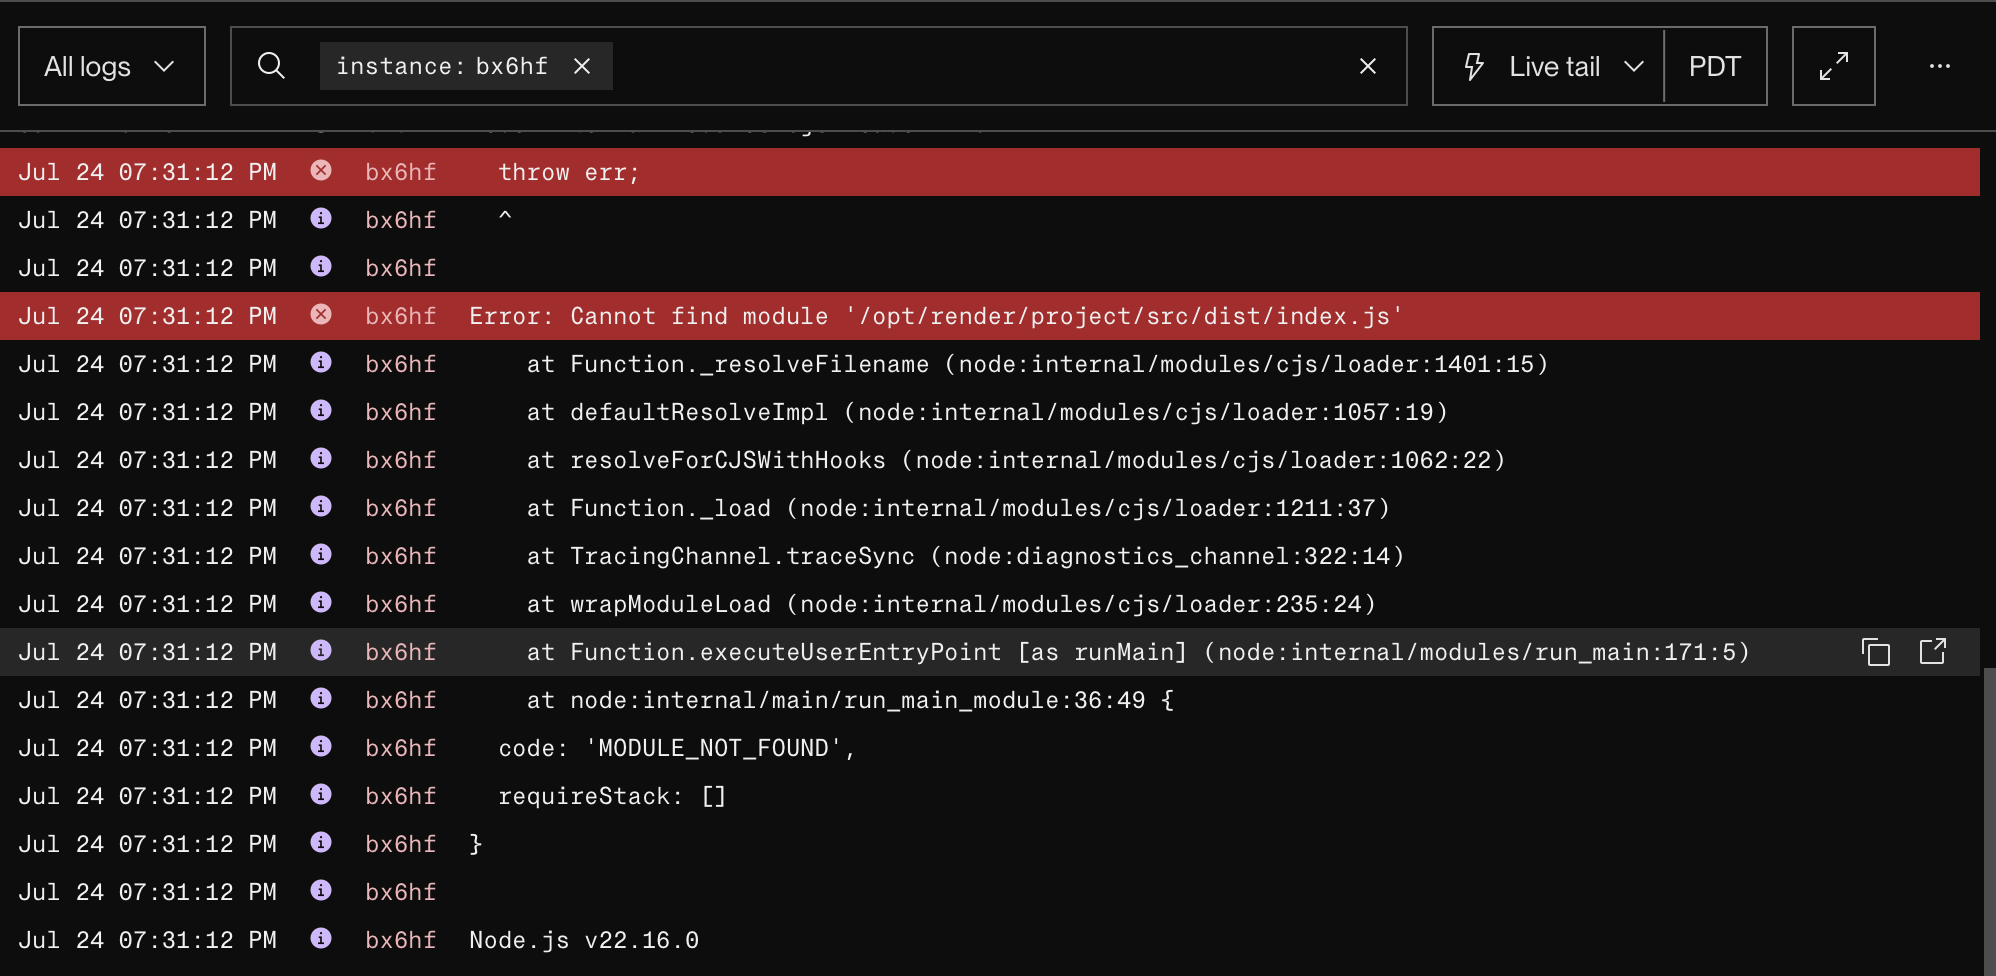 All logs
instance: bx6hf
Live tail
PDT
Jul 24 07:31:12 PM bx6hf throw err;
Jul 24 07:31:12 PM bx6hf ^
Jul 24 07:31:12 PM bx6hf
Jul 24 07:31:12 PM bx6hf Error: Cannot find module '/opt/render/project/src/dist/index.js'
Jul 24 07:31:12 PM bx6hf at Function._resolveFilename (node:internal/modules/cjs/loader:1401:15)
Jul 24 07:31:12 PM bx6hf at defaultResolveImpl (node:internal/modules/cjs/loader:1057:19)
Jul 24 07:31:12 PM bx6hf at resolveForCJSWithHooks (node:internal/modules/cjs/loader:1062:22)
Jul 24 07:31:12 PM bx6hf at Function._load (node:internal/modules/cjs/loader:1211:37)
Jul 24 07:31:12 PM bx6hf at TracingChannel.traceSync (node:diagnostics_channel:322:14)
Jul 24 07:31:12 PM bx6hf at wrapModuleLoad (node:internal/modules/cjs/loader:235:24)
Jul 24 07:31:12 PM bx6hf at Function.executeUserEntryPoint [as runMain] (node:internal/modules/run_main:171:5)
Jul 24 07:31:12 PM bx6hf at node:internal/main/run_main_module:36:49 {
Jul 24 07:31:12 PM bx6hf code: 'MODULE_NOT_FOUND',
Jul 24 07:31:12 PM bx6hf requireStack: []
Jul 24 07:31:12 PM bx6hf }
Jul 24 07:31:12 PM bx6hf
Jul 24 07:31:12 PM bx6hf Node.js v22.16.0